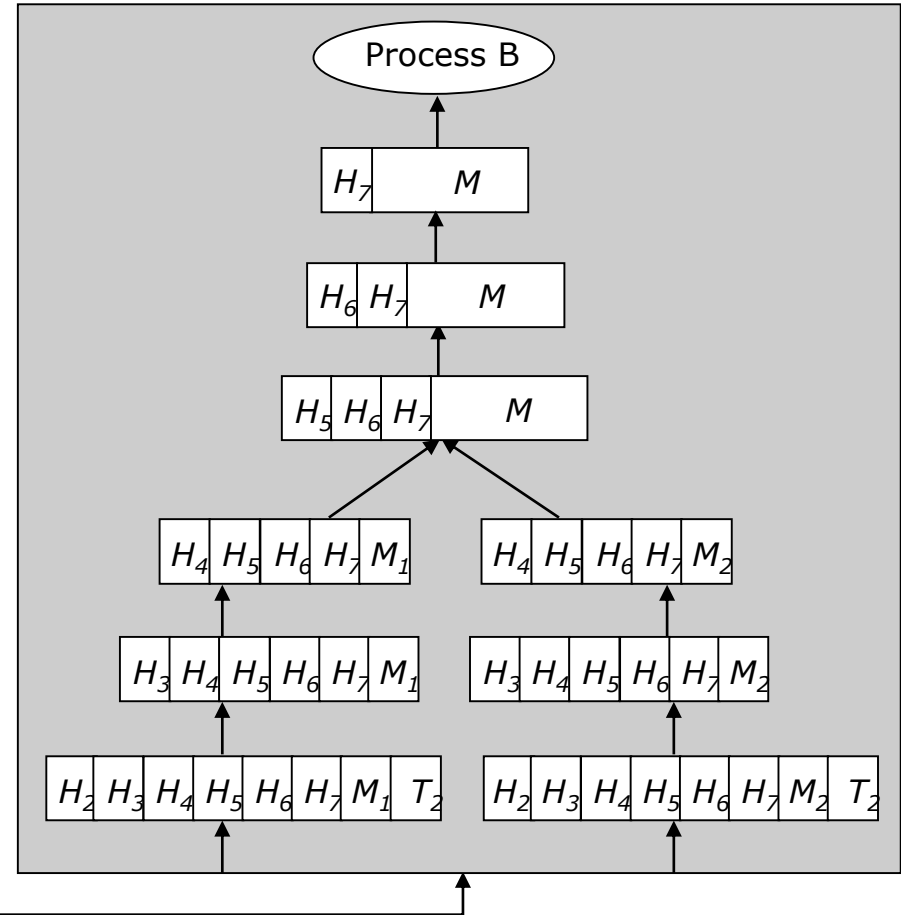 Process B
H₇ M
H₆ H₇ M
H₅ H₆ H₇ M
H₄ H₅ H₆ H₇ M₁ H₄ H₅ H₆ H₇ M₂
H₃ H₄ H₅ H₆ H₇ M₁ H₃ H₄ H₅ H₆ H₇ M₂
H₂ H₃ H₄ H₅ H₆ H₇ M₁ T₂ H₂ H₃ H₄ H₅ H₆ H₇ M₂ T₂